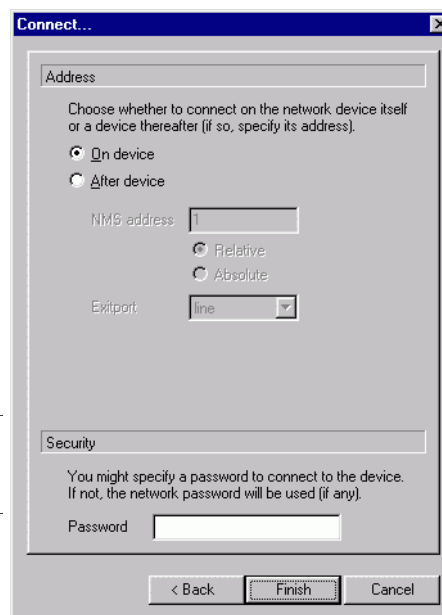 Connect...
Address
Choose whether to connect on the network device itself
or a device thereafter (if so, specify its address).
On device
After device
NMS address 1
Relative
Absolute
Exitport line
Security
You might specify a password to connect to the device.
If not, the network password will be used (if any).
Password
< Back Finish Cancel